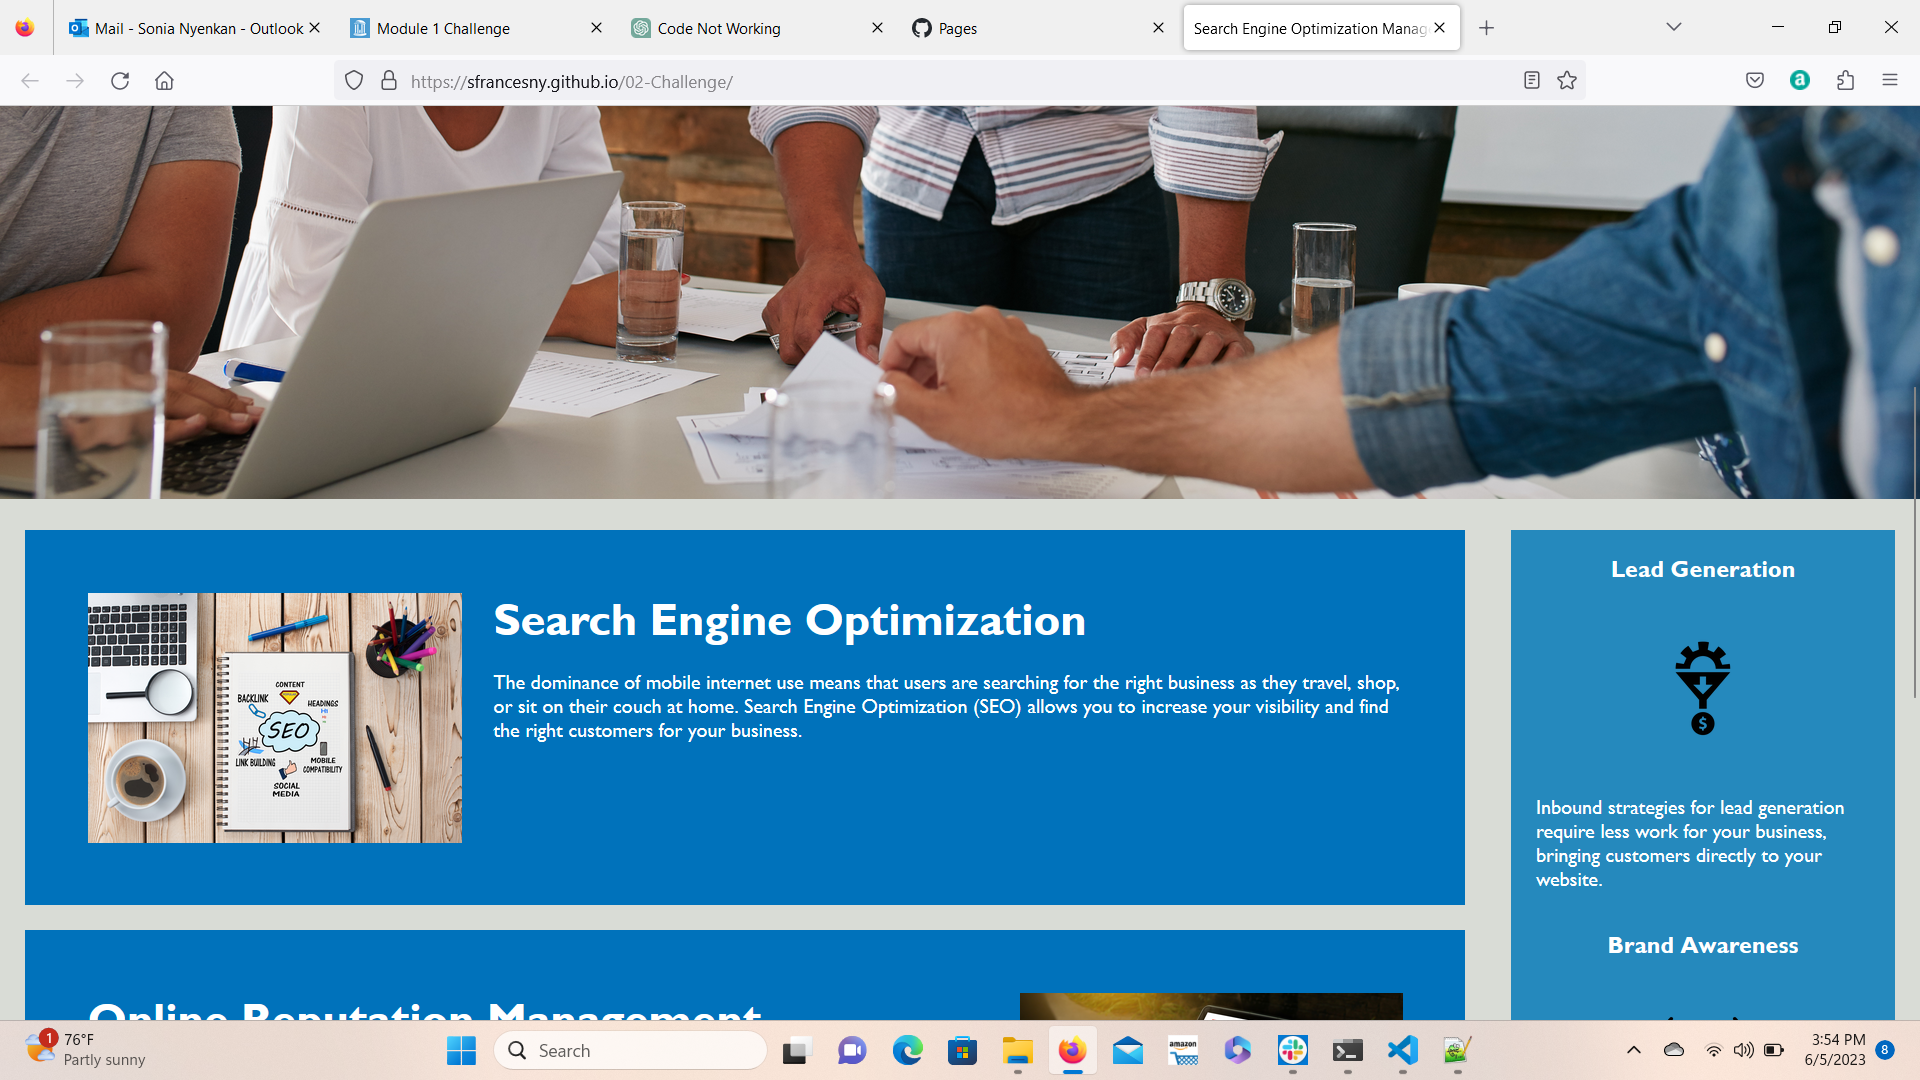 Mail - Sonia Nyenkan - Outlook
Module 1 Challenge
Code Not Working
Pages
Search Engine Optimization Manag
https://sfrancesny.github.io/02-Challenge/
a
Search Engine Optimization
The dominance of mobile internet use means that users are searching for the right business as they travel, shop,
or sit on their couch at home. Search Engine Optimization (SEO) allows you to increase your visibility and find
the right customers for your business.
CONTENT
BACKLINK
HEADINGS
SEO
LINK BUILDING
MOBILE
COMPATIBILITY
SOCIAL
MEDIA
Lead Generation
$
Inbound strategies for lead generation
require less work for your business,
bringing customers directly to your
website.
Brand Awareness
Online Reputation Management
1
76°F
Partly sunny
Search
amazon
3:54 PM
6/5/2023
8